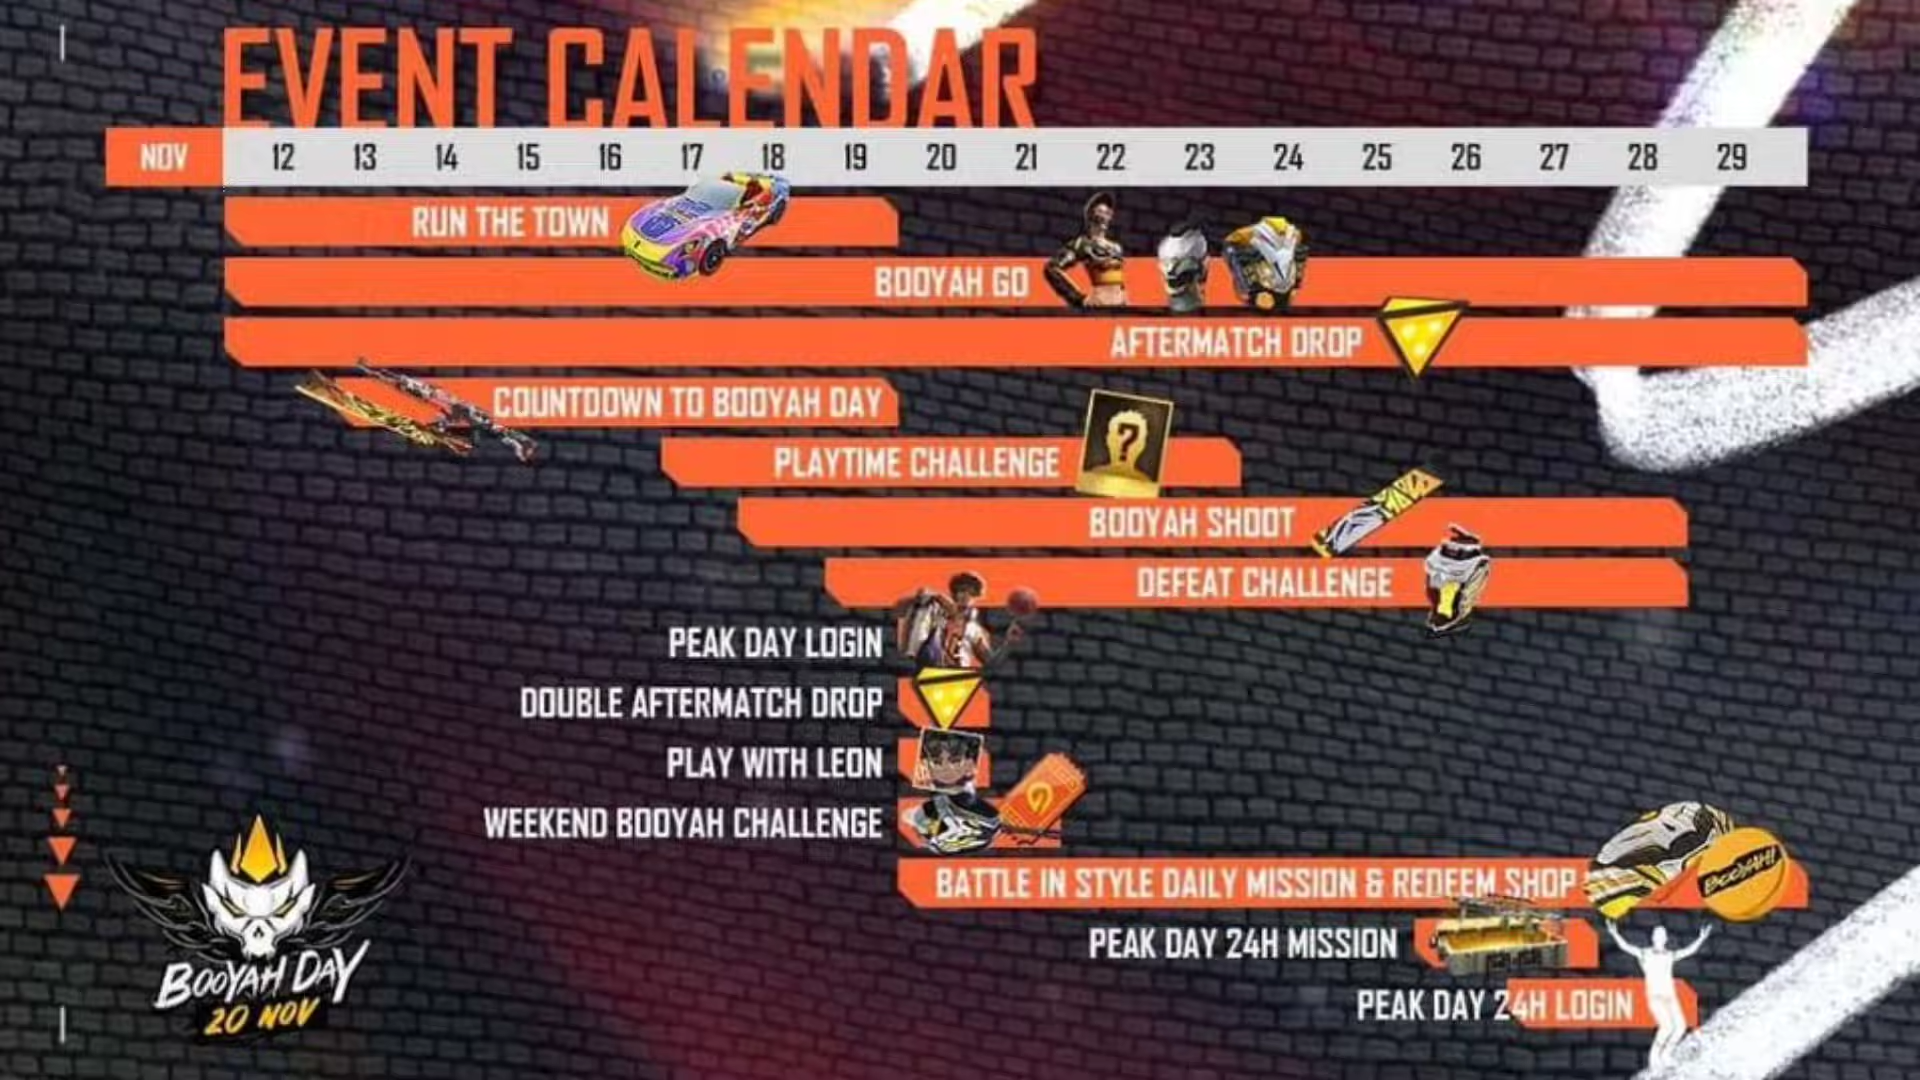 EVENT CALENDAR
NOV 12 13 14 15 16 17 18 19 20 21 22 23 24 25 26 27 28 29
RUN THE TOWN
BOOYAH GO
AFTERMATCH DROP
COUNTDOWN TO BOOYAH DAY
PLAYTIME CHALLENGE
?
BOOYAH SHOOT
DEFEAT CHALLENGE
PEAK DAY LOGIN
DOUBLE AFTERMATCH DROP
PLAY WITH LEON
WEEKEND BOOYAH CHALLENGE
BATTLE IN STYLE DAILY MISSION & REDEEM SHOP
BOOYAH!
PEAK DAY 24H MISSION
PEAK DAY 24H LOGIN
BOOYAH DAY
20 NOV